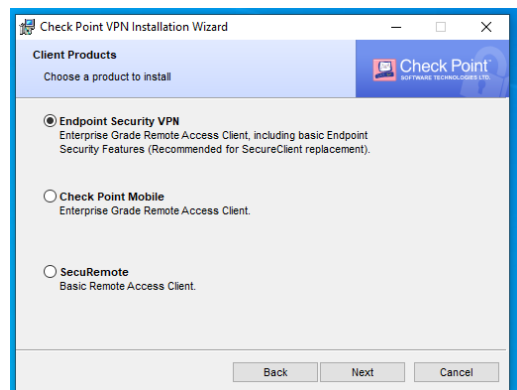 Check Point VPN Installation Wizard
Client Products
Choose a product to install
Check Point
SOFTWARE TECHNOLOGIES LTD.
Endpoint Security VPN
Enterprise Grade Remote Access Client, including basic Endpoint
Security Features (Recommended for SecureClient replacement).
Check Point Mobile
Enterprise Grade Remote Access Client.
SecuRemote
Basic Remote Access Client.
Back
Next
Cancel